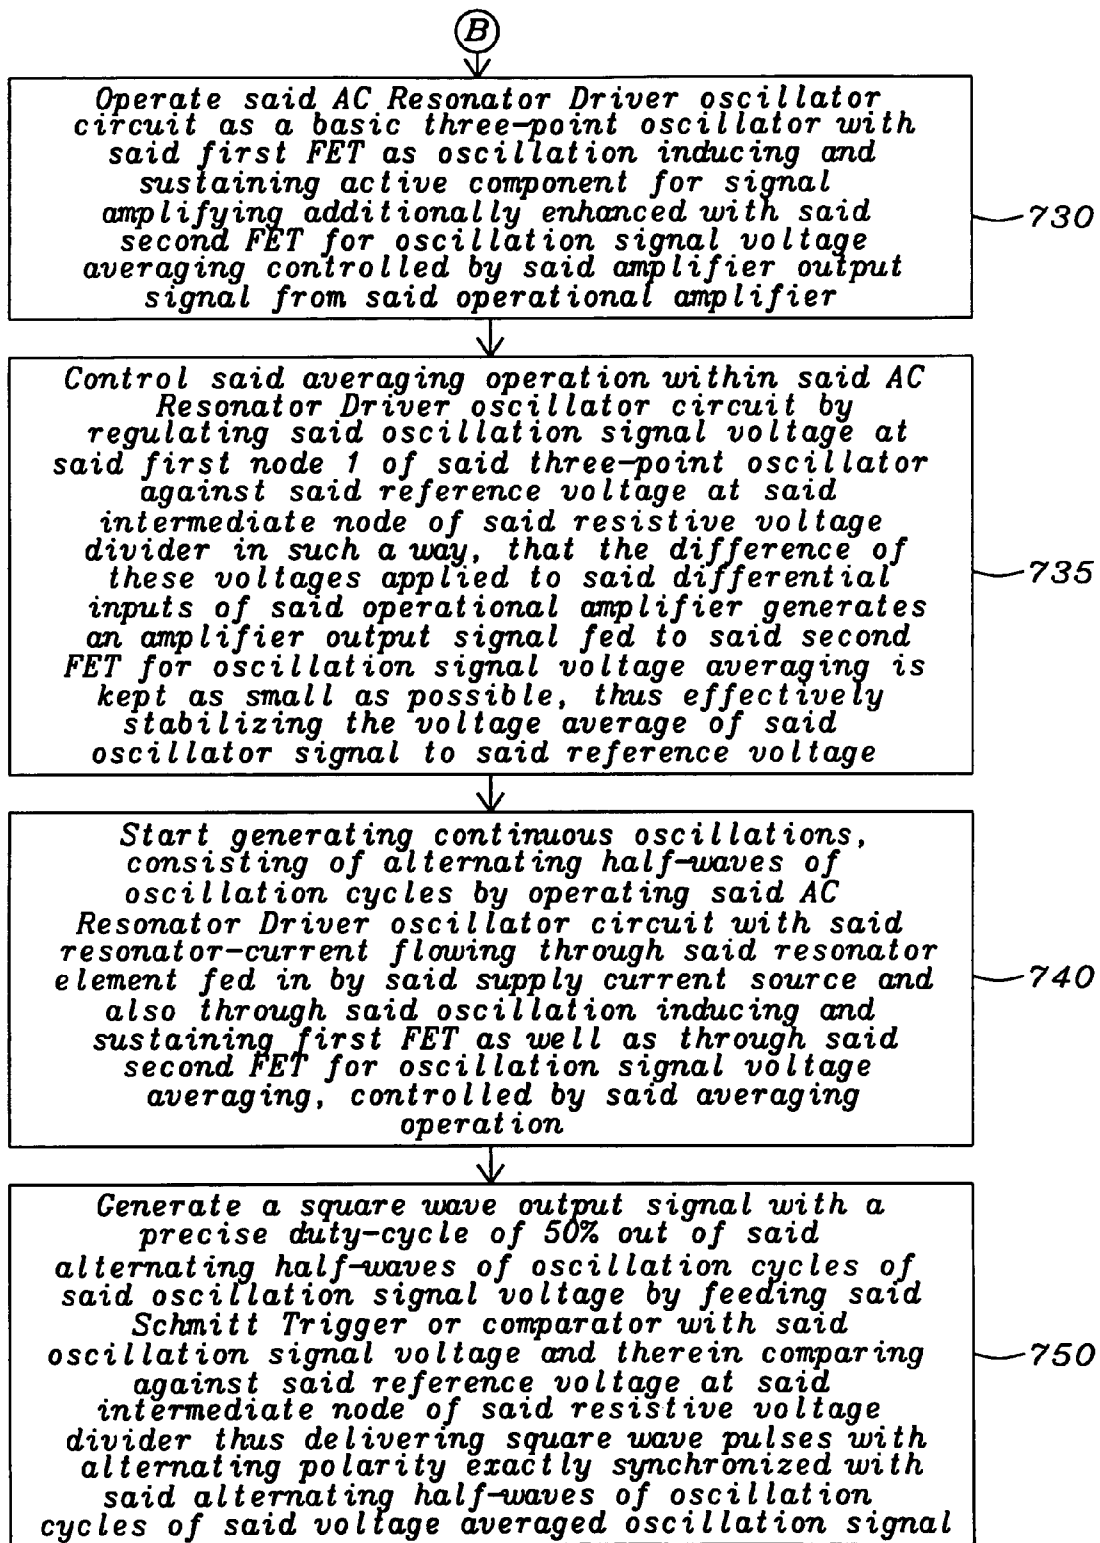 B
Operate said AC Resonator Driver oscillator
circuit as a basic three-point oscillator with
said first FET as oscillation inducing and
sustaining active component for signal
amplifying additionally enhanced with said
second FET for oscillation signal voltage
averaging controlled by said amplifier output
signal from said operational amplifier
730
Control said averaging operation within said AC
Resonator Driver oscillator circuit by
regulating said oscillation signal voltage at
said first node 1 of said three-point oscillator
against said reference voltage at said
intermediate node of said resistive voltage
divider in such a way, that the difference of
these voltages applied to said differential
inputs of said operational amplifier generates
an amplifier output signal fed to said second
FET for oscillation signal voltage averaging is
kept as small as possible, thus effectively
stabilizing the voltage average of said
oscillator signal to said reference voltage
735
Start generating continuous oscillations,
consisting of alternating half-waves of
oscillation cycles by operating said AC
Resonator Driver oscillator circuit with said
resonator-current flowing through said resonator
element fed in by said supply current source and
also through said oscillation inducing and
sustaining first FET as well as through said
second FET for oscillation signal voltage
averaging, controlled by said averaging
operation
740
Generate a square wave output signal with a
precise duty-cycle of 50% out of said
alternating half-waves of oscillation cycles of
said oscillation signal voltage by feeding said
Schmitt Trigger or comparator with said
oscillation signal voltage and therein comparing
against said reference voltage at said
intermediate node of said resistive voltage
divider thus delivering square wave pulses with
alternating polarity exactly synchronized with
said alternating half-waves of oscillation
cycles of said voltage averaged oscillation signal
750